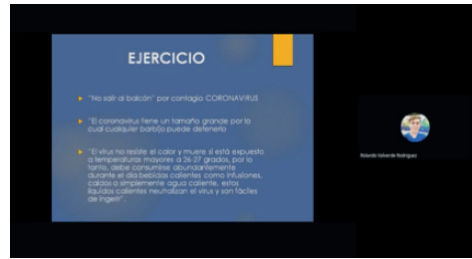 EJERCICIO
"No salir al balcón" por contagio CORONAVIRUS
"El coronavirus tiene un tamaño grande por lo
cual cualquier barbijo puede detenerlo
"El virus no resiste el calor y muere si está expuesto
a temperaturas mayores a 26-27 grados, por lo
tanto, debe consumirse abundantemente
durante el día bebidas calientes como infusiones,
caldos o simplemente agua caliente, estos
líquidos calientes neutralizan el virus y son fáciles
de ingerir".
Rolando Valverde Rodriguez